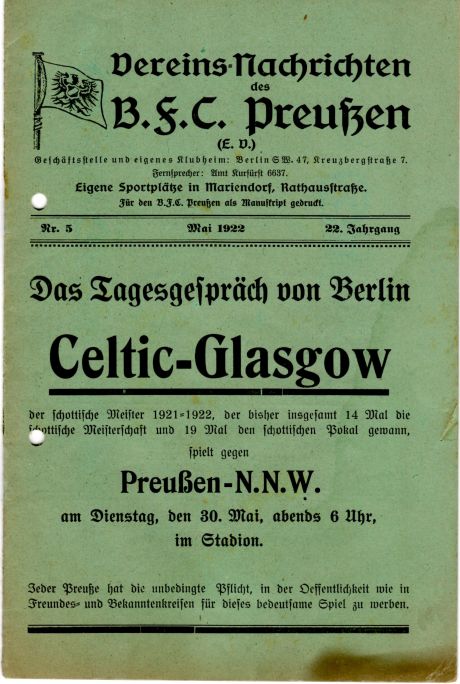 Vereins-Nachrichten
des
B.F.C. Preußen
(E. V.)
Geschäftsstelle und eigenes Klubheim: Berlin SW. 47, Kreuzbergstraße 7.
Fernsprecher: Amt Kurfürst 6637.
Eigene Sportplätze in Mariendorf, Rathausstraße.
Für den B.F.C. Preußen als Manuskript gedruckt.
Nr. 5 Mai 1922 22. Jahrgang
Das Tagesgespräch von Berlin
Celtic-Glasgow
der schottische Meister 1921-1922, der bisher insgesamt 14 Mal die
schottische Meisterschaft und 19 Mal den schottischen Pokal gewann,
spielt gegen
Preußen-N.N.W.
am Dienstag, den 30. Mai, abends 6 Uhr,
im Stadion.
Jeder Preuße hat die unbedingte Pflicht, in der Oeffentlichkeit wie in
Freundes- und Bekanntenkreisen für dieses bedeutsame Spiel zu werben.